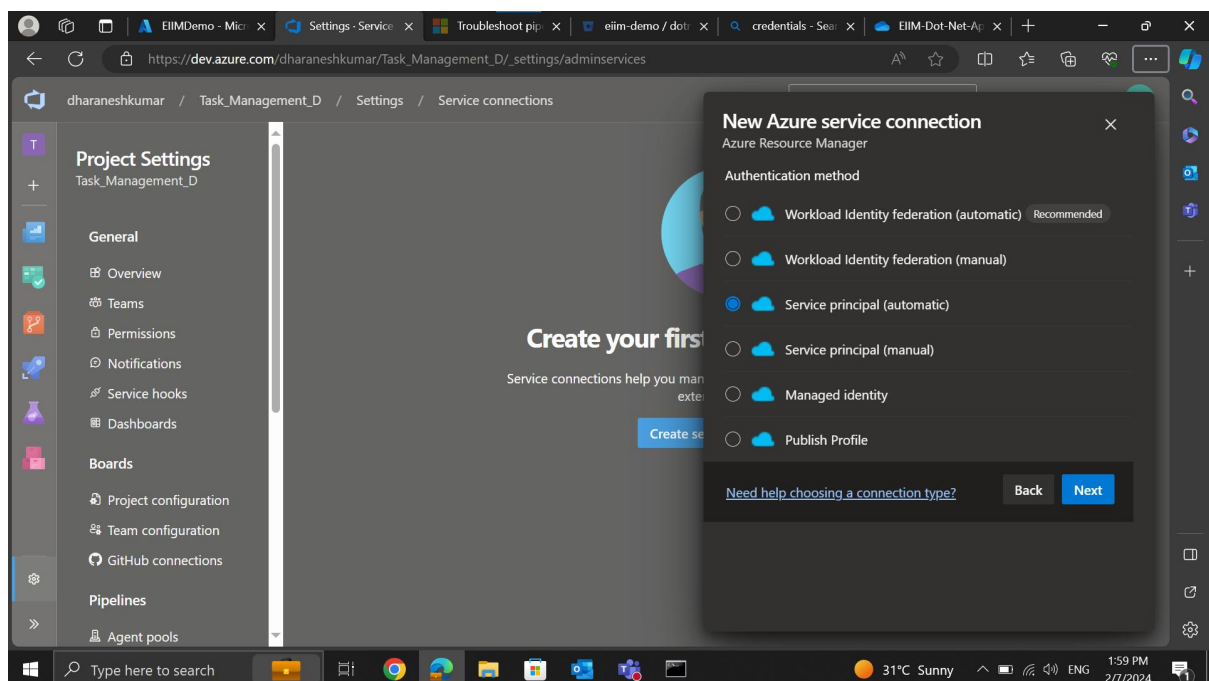 EIIMDemo - Micr
Settings · Service
Troubleshoot pip
eiim-demo / dotr
credentials - Sear
EIIM-Dot-Net-Ap
https://dev.azure.com/dharaneshkumar/Task_Management_D/_settings/adminservices
dharaneshkumar / Task_Management_D / Settings / Service connections
T
Project Settings
Task_Management_D
General
Overview
Teams
Permissions
Notifications
Service hooks
Dashboards
Boards
Project configuration
Team configuration
GitHub connections
Pipelines
Agent pools
Create your first
Service connections help you man
exte
Create se
New Azure service connection
Azure Resource Manager
Authentication method
Workload Identity federation (automatic) Recommended
Workload Identity federation (manual)
Service principal (automatic)
Service principal (manual)
Managed identity
Publish Profile
Need help choosing a connection type?
Back
Next
Type here to search
31°C Sunny
ENG
1:59 PM
2/7/2024
1